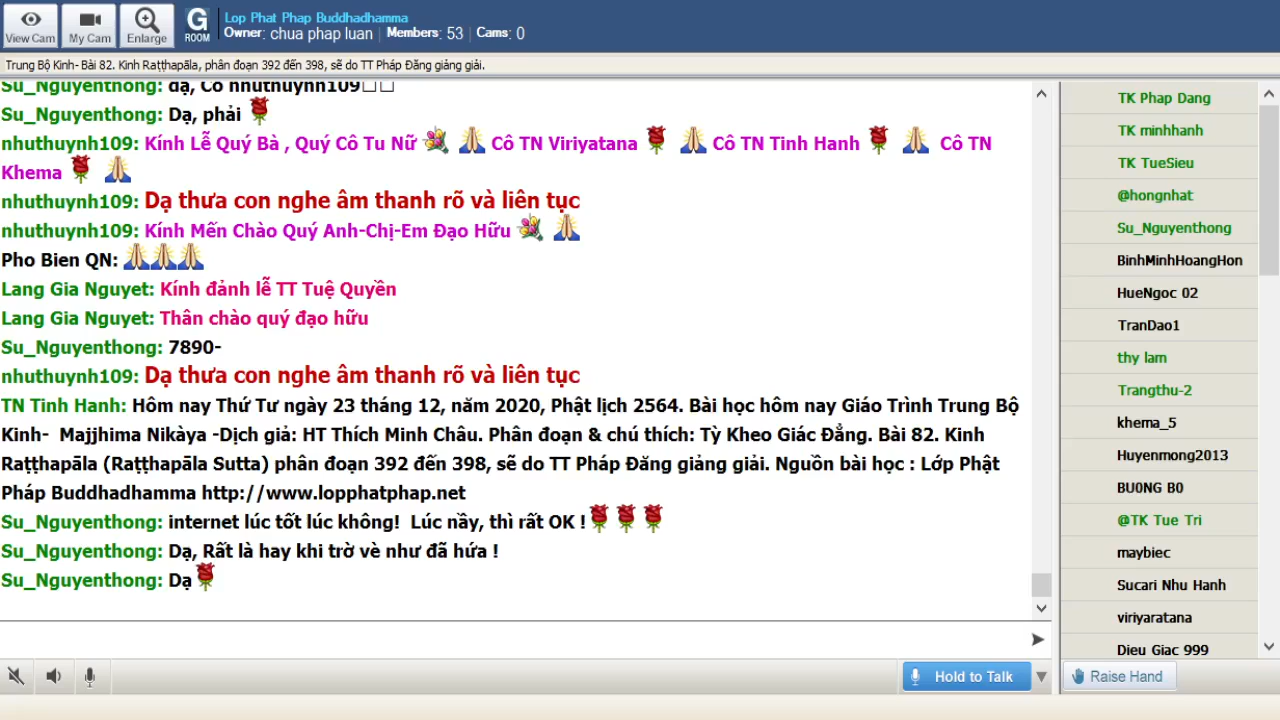 View Cam
My Cam
Enlarge
G
ROOM
Lop Phat Phap Buddhadhamma
Owner: chua phap luan | Members: 53 | Cams: 0
Trung Bộ Kinh- Bài 82. Kinh Raṭṭhapāla, phân đoạn 392 đến 398, sẽ do TT Pháp Đăng giảng giải.
Su_Nguyenthong: dạ, Cô nhuthuynh109
Su_Nguyenthong: Dạ, phải
nhuthuynh109: Kính Lễ Quý Bà , Quý Cô Tu Nữ Cô TN Viriyatana Cô TN Tinh Hanh Cô TN
Khema
nhuthuynh109: Dạ thưa con nghe âm thanh rõ và liên tục
nhuthuynh109: Kính Mến Chào Quý Anh-Chị-Em Đạo Hữu
Pho Bien QN:
Lang Gia Nguyet: Kính đảnh lễ TT Tuệ Quyền
Lang Gia Nguyet: Thân chào quý đạo hữu
Su_Nguyenthong: 7890-
nhuthuynh109: Dạ thưa con nghe âm thanh rõ và liên tục
TN Tinh Hanh: Hôm nay Thứ Tư ngày 23 tháng 12, năm 2020, Phật lịch 2564. Bài học hôm nay Giáo Trình Trung Bộ
Kinh- Majjhima Nikàya -Dịch giả: HT Thích Minh Châu. Phân đoạn & chú thích: Tỳ Kheo Giác Đẳng. Bài 82. Kinh
Raṭṭhapāla (Raṭṭhapāla Sutta) phân đoạn 392 đến 398, sẽ do TT Pháp Đăng giảng giải. Nguồn bài học : Lớp Phật
Pháp Buddhadhamma http://www.lopphatphap.net
Su_Nguyenthong: internet lúc tốt lúc không! Lúc nầy, thì rất OK !
Su_Nguyenthong: Dạ, Rất là hay khi trờ vè như đã hứa !
Su_Nguyenthong: Dạ
TK Phap Dang
TK minhhanh
TK TueSieu
@hongnhat
Su_Nguyenthong
BinhMinhHoangHon
HueNgoc 02
TranDao1
thy lam
Trangthu-2
khema_5
Huyenmong2013
BU0NG B0
@TK Tue Tri
maybiec
Sucari Nhu Hanh
viriyaratana
Dieu Giac 999
Hold to Talk
Raise Hand